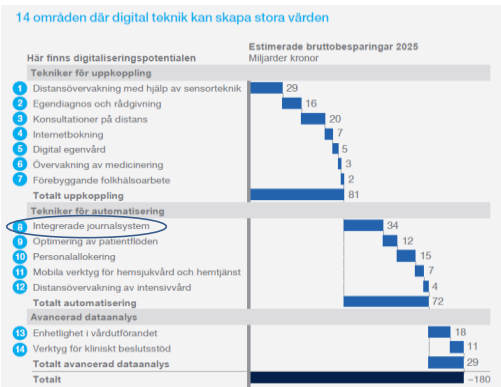 14 områden där digital teknik kan skapa stora värden
Estimerade bruttobesparingar 2025
Här finns digitaliseringspotentialen Miljarder kronor
Tekniker för uppkoppling
1 Distansövervakning med hjälp av sensorteknik 29
2 Egendiagnos och rådgivning 16
3 Konsultationer på distans 20
4 Internetbokning 7
5 Digital egenvård 5
6 Övervakning av medicinering 3
7 Förebyggande folkhälsoarbete 2
Totalt uppkoppling 81
Tekniker för automatisering
8 Integrerade journalsystem 34
9 Optimering av patientflöden 12
10 Personalallokering 15
11 Mobila verktyg för hemsjukvård och hemtjänst 7
12 Distansövervakning av intensivvård 4
Totalt automatisering 72
Avancerad dataanalys
13 Enhetlighet i vårdutförandet 18
14 Verktyg för kliniskt beslutsstöd 11
Totalt avancerad dataanalys 29
Totalt ~180